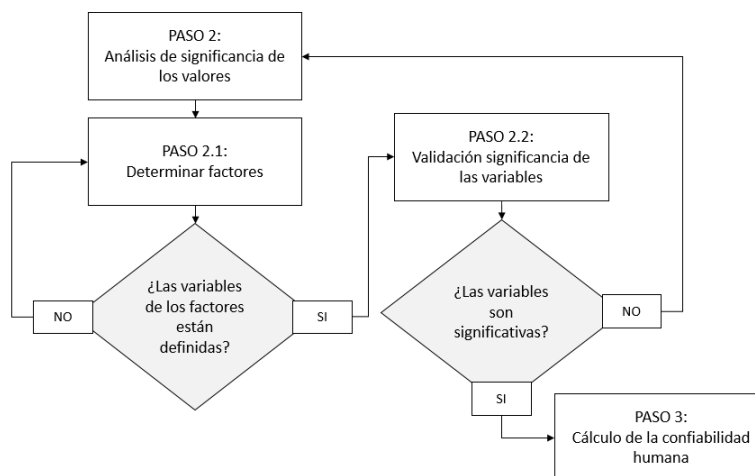 PASO 2:
Análisis de significancia de
los valores
PASO 2.1:
Determinar factores
¿Las variables
de los factores
están
definidas?
NO
SI
PASO 2.2:
Validación significancia de
las variables
¿Las variables
son
significativas?
NO
SI
PASO 3:
Cálculo de la confiabilidad
humana